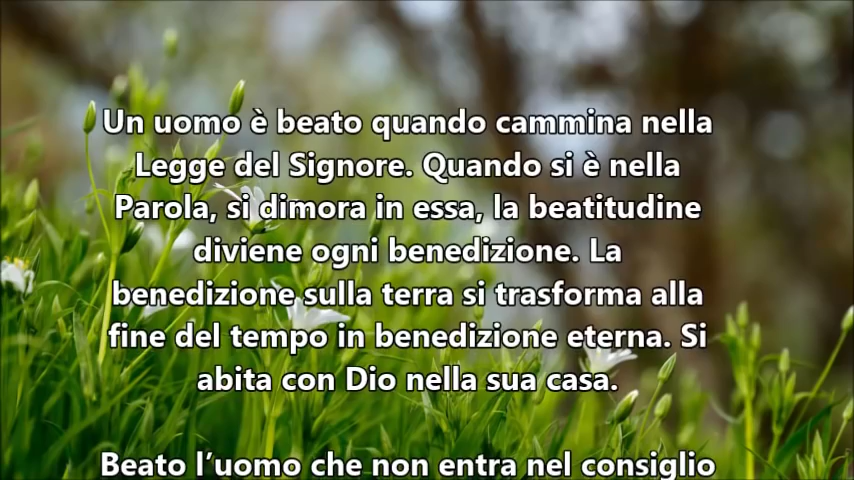 Un uomo è beato quando cammina nella
Legge del Signore. Quando si è nella
Parola, si dimora in essa, la beatitudine
diviene ogni benedizione. La
benedizione sulla terra si trasforma alla
fine del tempo in benedizione eterna. Si
abita con Dio nella sua casa.
Beato l’uomo che non entra nel consiglio